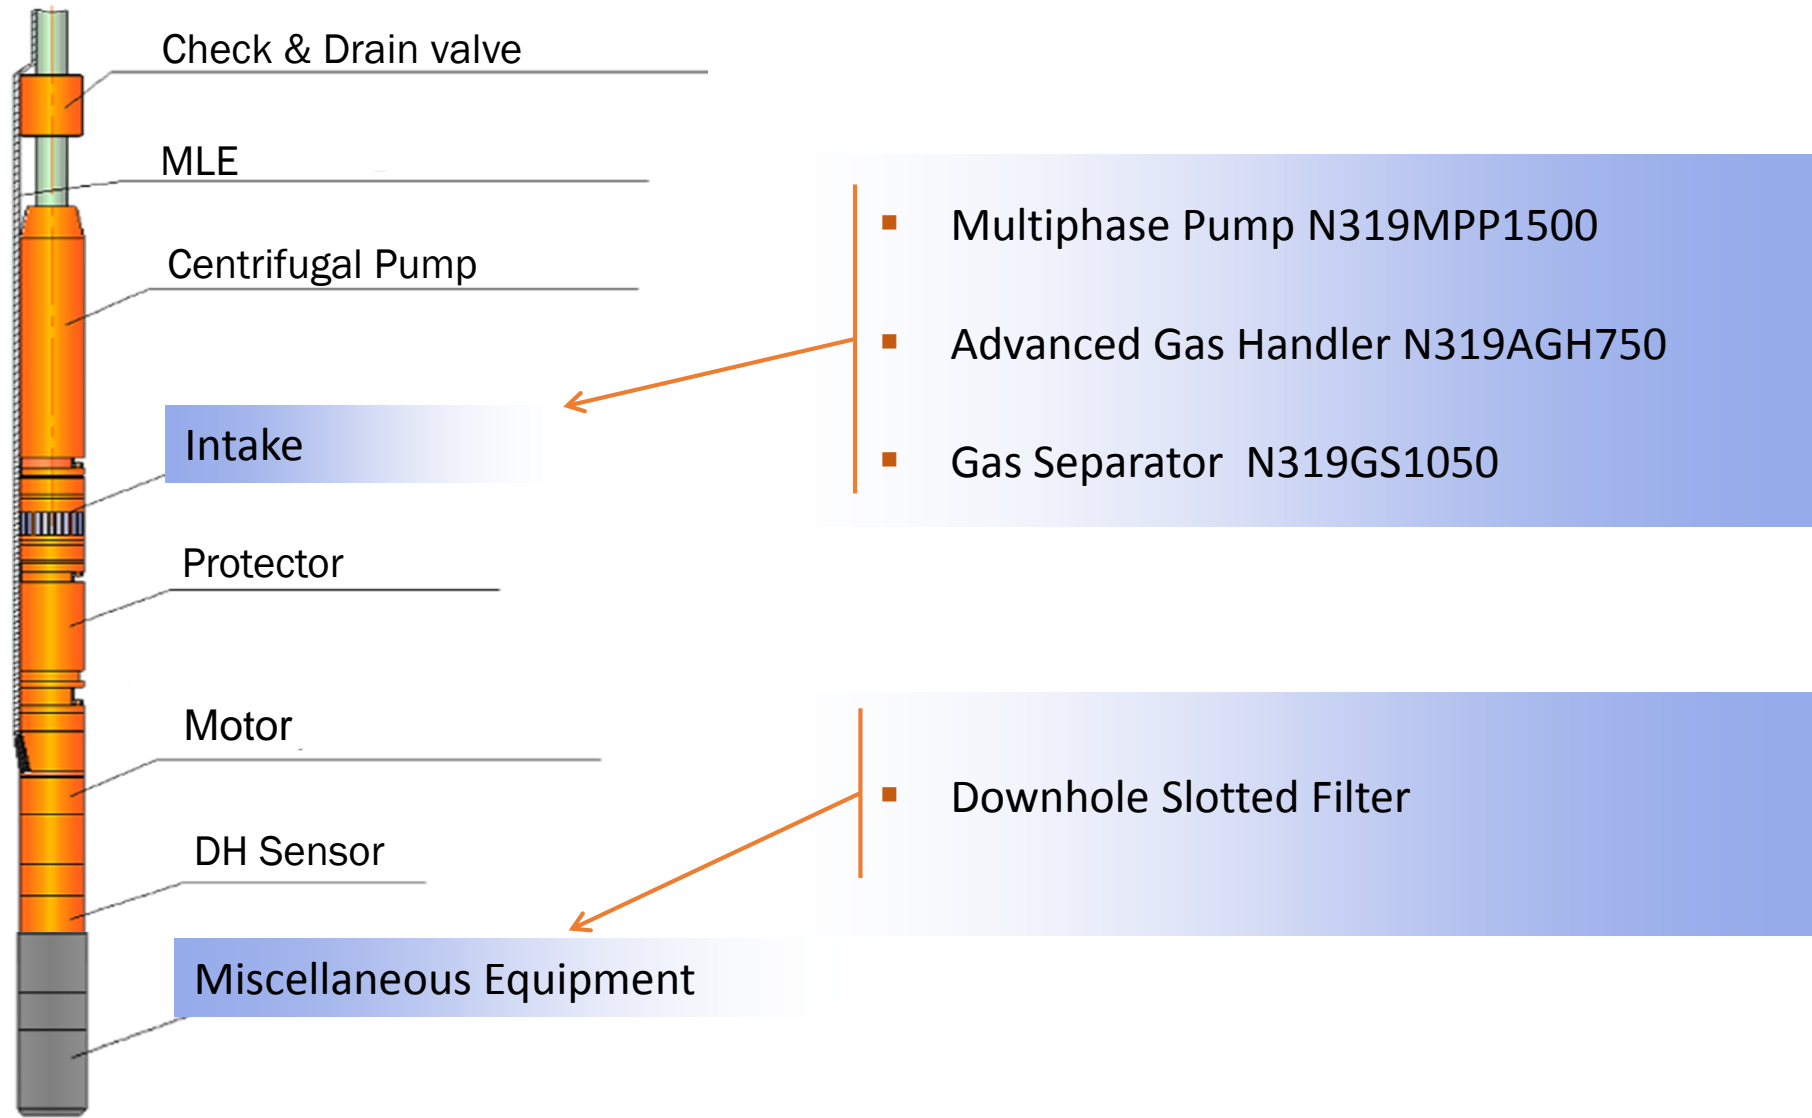 Check & Drain valve
MLE
Centrifugal Pump
Intake
Protector
Motor
DH Sensor
Miscellaneous Equipment
▪ Multiphase Pump N319MPP1500
▪ Advanced Gas Handler N319AGH750
▪ Gas Separator  N319GS1050
▪ Downhole Slotted Filter